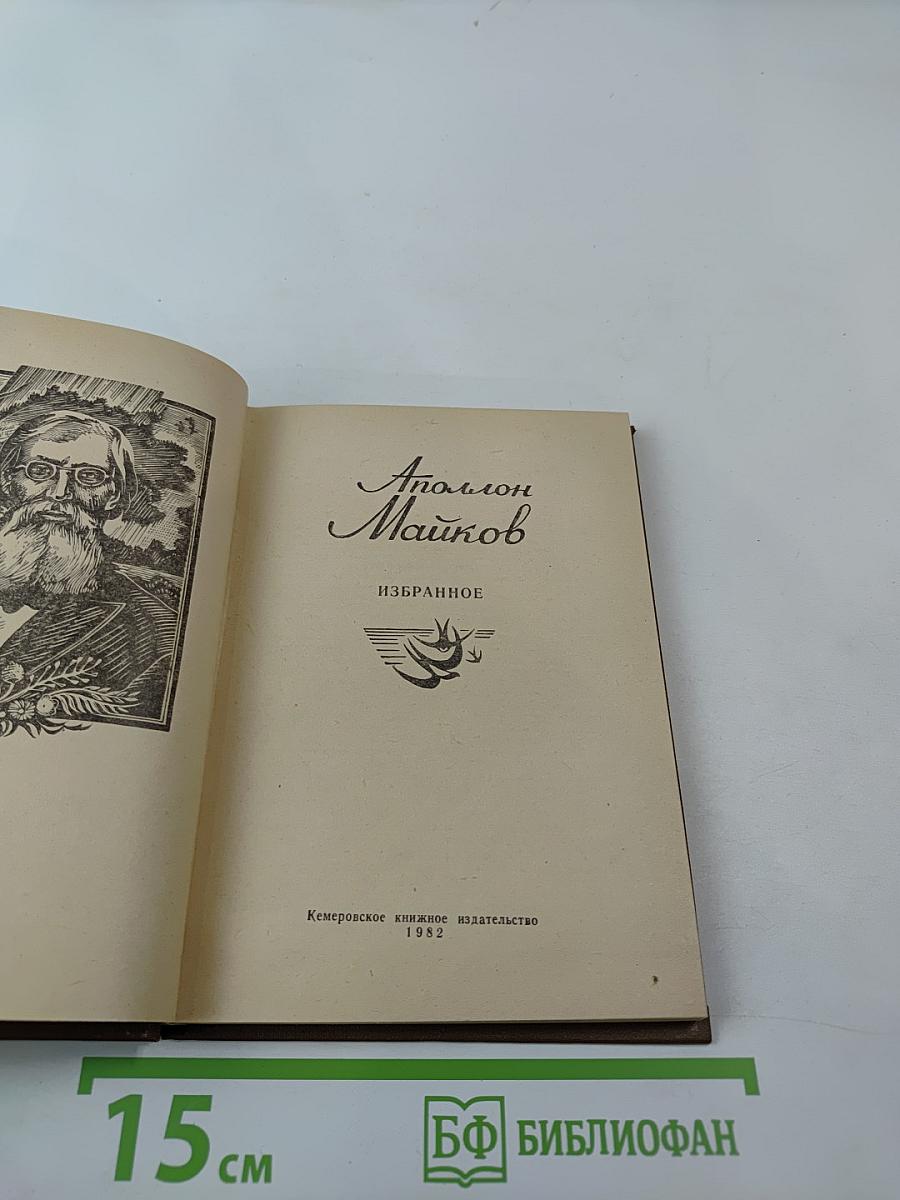 Аполлон
Майков
ИЗБРАННОЕ
Кемеровское книжное издательство
1982
15 см
БФ БИБЛИОФАН